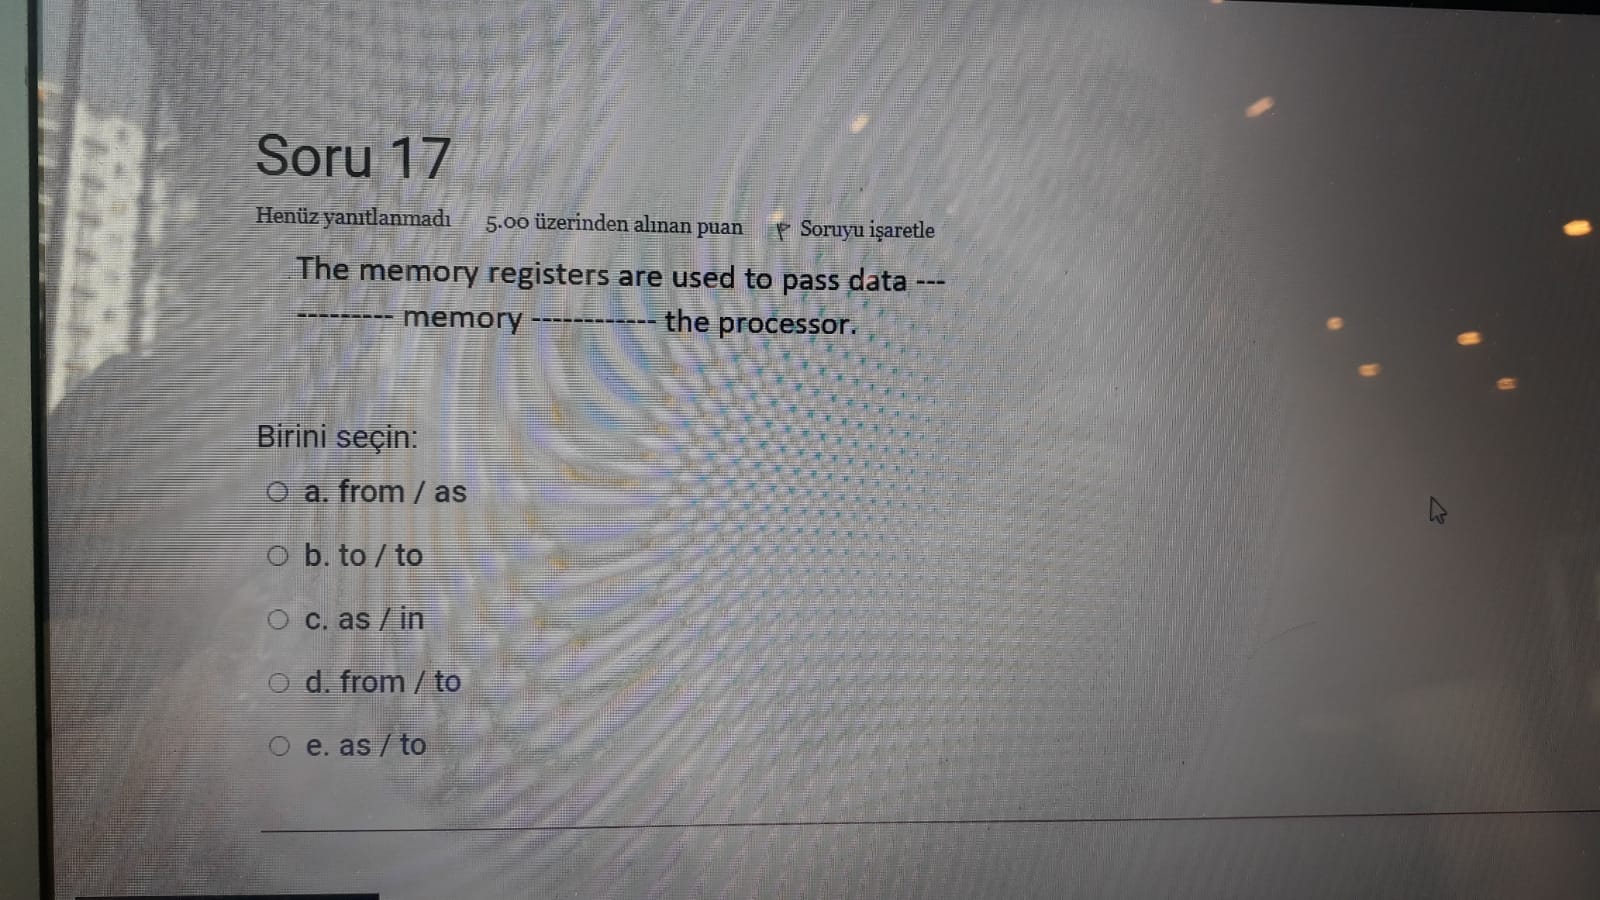 Soru 17
Henüz yanıtlanmadı 5.00 üzerinden alınan puan Soruyu işaretle
The memory registers are used to pass data ---
--------- memory ------------ the processor.
Birini seçin:
a. from / as
b. to / to
c. as / in
d. from / to
e. as / to